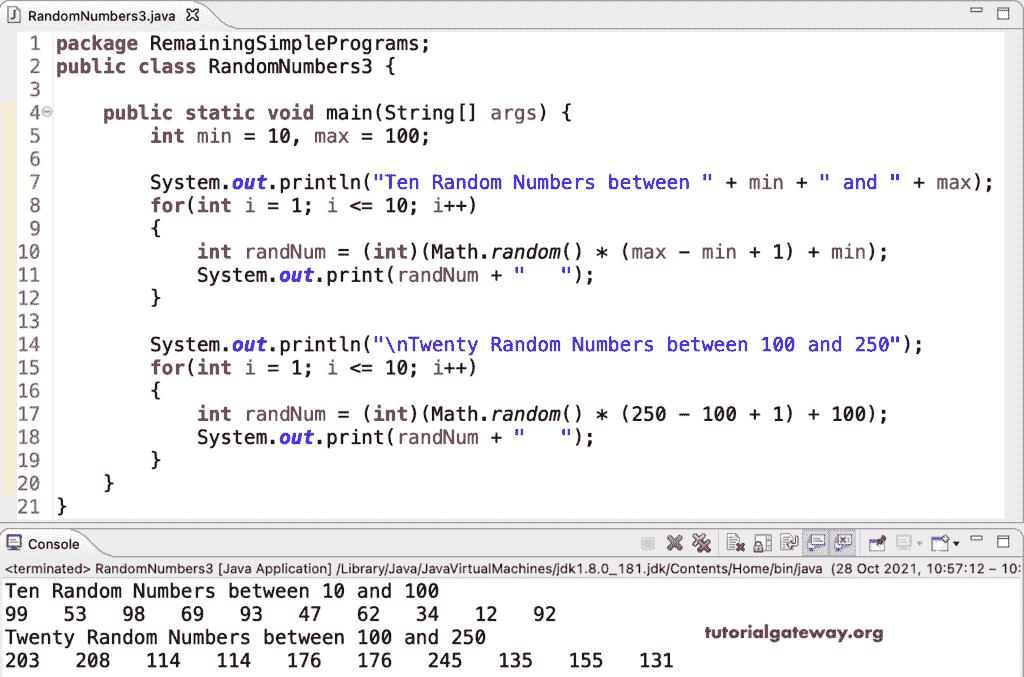 RandomNumbers3.java
1 package RemainingSimplePrograms;
2 public class RandomNumbers3 {
3
4     public static void main(String[] args) {
5         int min = 10, max = 100;
6
7         System.out.println("Ten Random Numbers between " + min + " and " + max);
8         for(int i = 1; i <= 10; i++)
9         {
10             int randNum = (int)(Math.random() * (max - min + 1) + min);
11             System.out.print(randNum + "   ");
12         }
13
14         System.out.println("\nTwenty Random Numbers between 100 and 250");
15         for(int i = 1; i <= 10; i++)
16         {
17             int randNum = (int)(Math.random() * (250 - 100 + 1) + 100);
18             System.out.print(randNum + "   ");
19         }
20     }
21 }
Console
<terminated> RandomNumbers3 [Java Application] /Library/Java/JavaVirtualMachines/jdk1.8.0_181.jdk/Contents/Home/bin/java (28 Oct 2021, 10:57:12 – 10:
Ten Random Numbers between 10 and 100
99   53   98   69   93   47   62   34   12   92
Twenty Random Numbers between 100 and 250
203   208   114   114   176   176   245   135   155   131
tutorialgateway.org